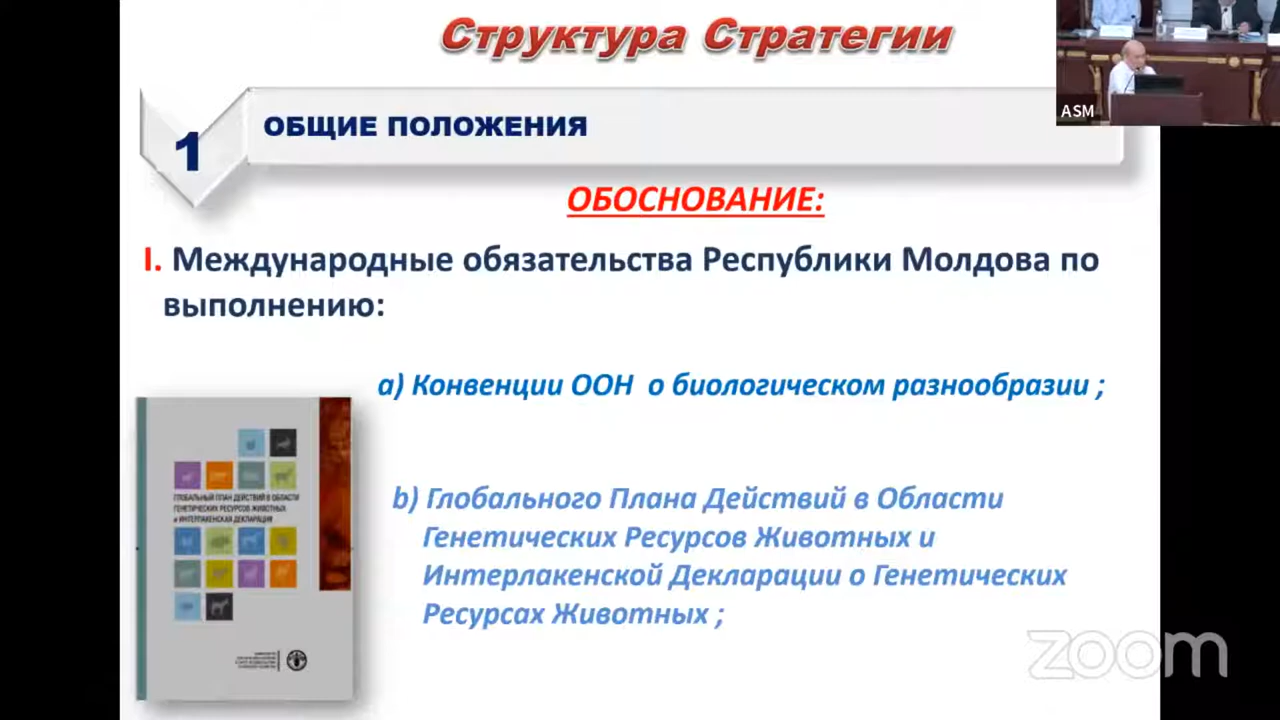 Структура Стратегии
ASM
1
ОБЩИЕ ПОЛОЖЕНИЯ
ОБОСНОВАНИЕ:
I. Международные обязательства Республики Молдова по
выполнению:
a) Конвенции ООН о биологическом разнообразии ;
ГЛОБАЛЬНЫЙ ПЛАН ДЕЙСТВИЙ В ОБЛАСТИ
ГЕНЕТИЧЕСКИХ РЕСУРСОВ ЖИВОТНЫХ
и ИНТЕРЛАКЕНСКАЯ ДЕКЛАРАЦИЯ
b) Глобального Плана Действий в Области
Генетических Ресурсов Животных и
Интерлакенской Декларации о Генетических
Ресурсах Животных ;
zoom